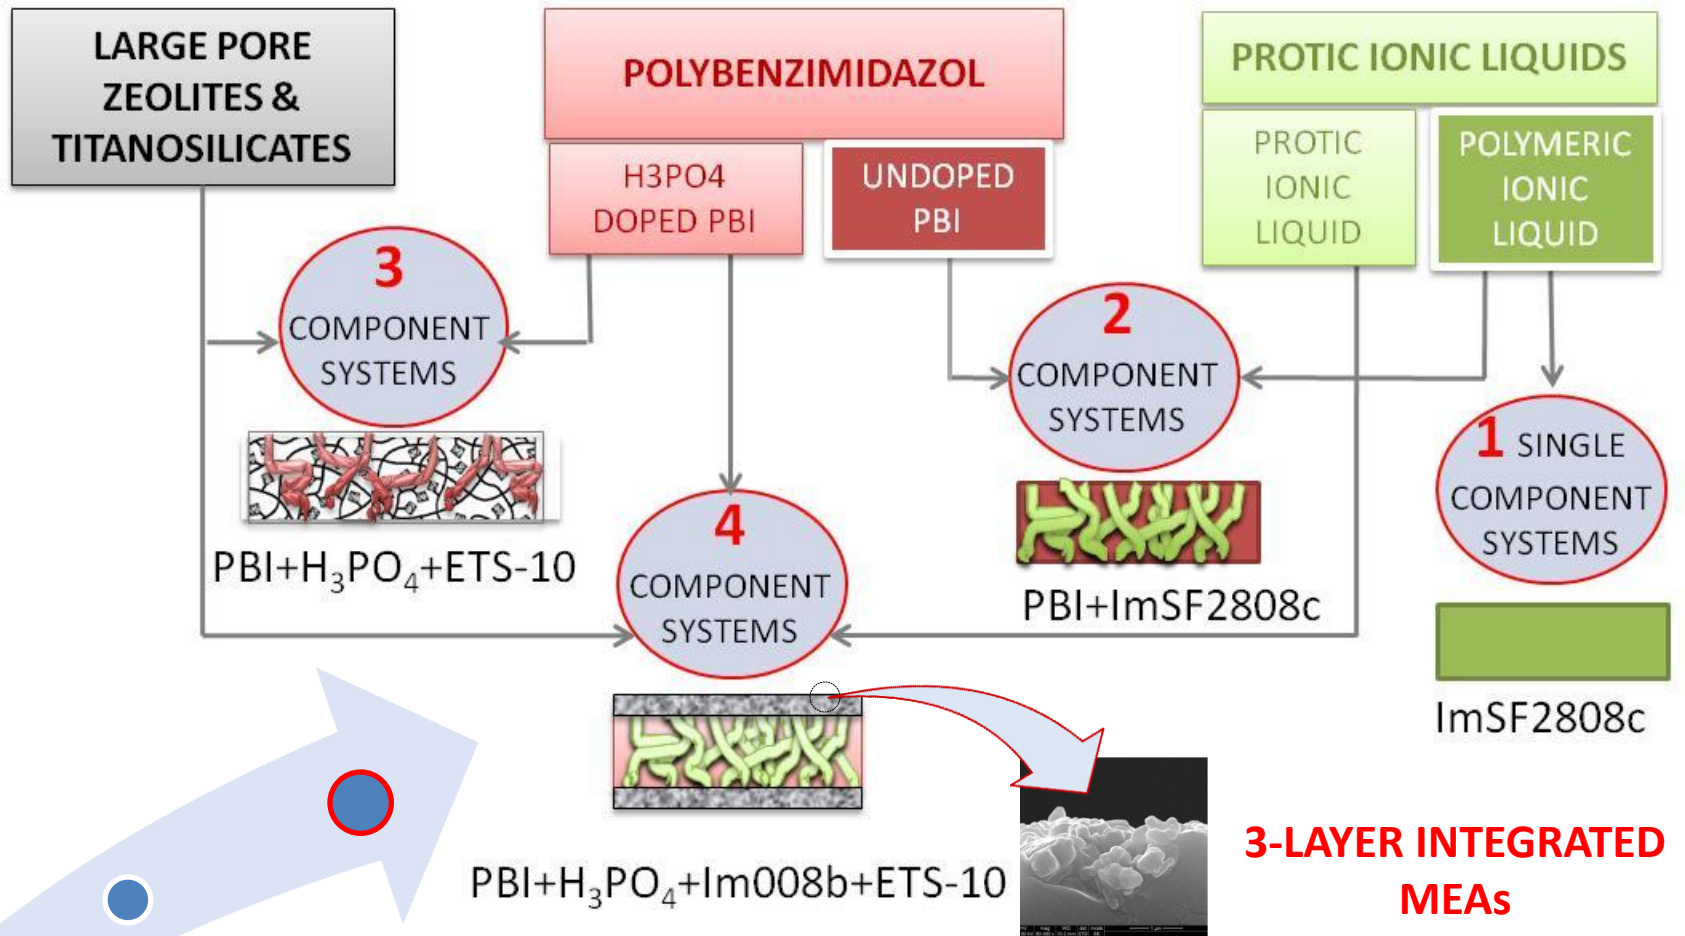 LARGE PORE
ZEOLITES &
TITANOSILICATES
POLYBENZIMIDAZOL
H3PO4
DOPED PBI
UNDOPED
PBI
PROTIC IONIC LIQUIDS
PROTIC
IONIC
LIQUID
POLYMERIC
IONIC
LIQUID
3
COMPONENT
SYSTEMS
PBI+H₃PO₄+ETS-10
2
COMPONENT
SYSTEMS
PBI+ImSF2808c
1 SINGLE
COMPONENT
SYSTEMS
ImSF2808c
4
COMPONENT
SYSTEMS
PBI+H₃PO₄+Im008b+ETS-10
3-LAYER INTEGRATED
MEAs